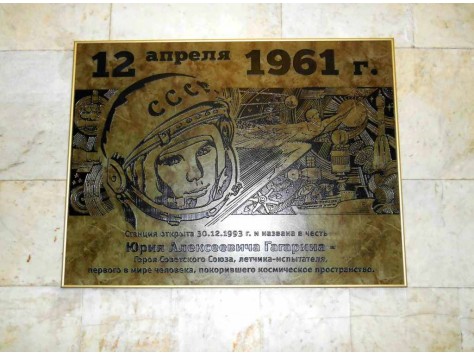 12 апреля 1961 г.
СССР
Станция открыта 30.12.1993 г. и названа в честь
Юрия Алексеевича Гагарина –
Героя Советского Союза, летчика-испытателя,
первого в мире человека, покорившего космическое пространство.